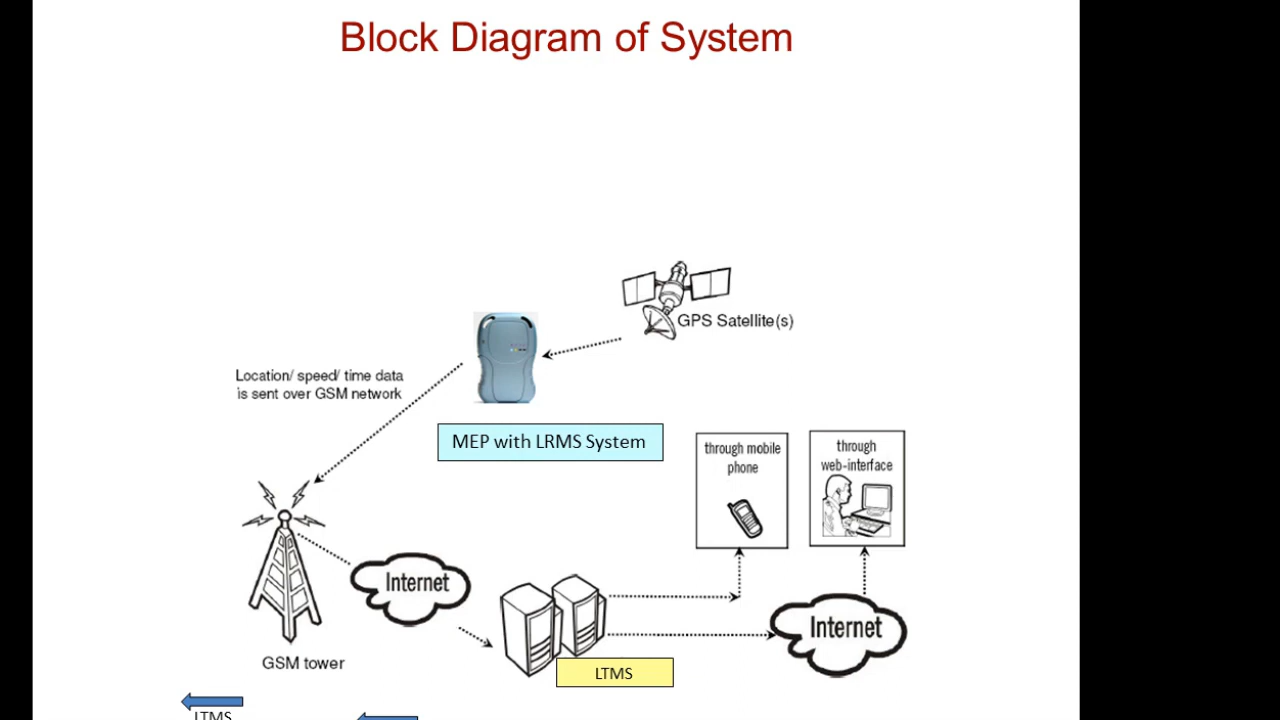 Block Diagram of System
GPS Satellite(s)
Location/ speed/ time data
is sent over GSM network
MEP with LRMS System
through mobile
phone
through
web-interface
Internet
Internet
GSM tower
LTMS
LTMS